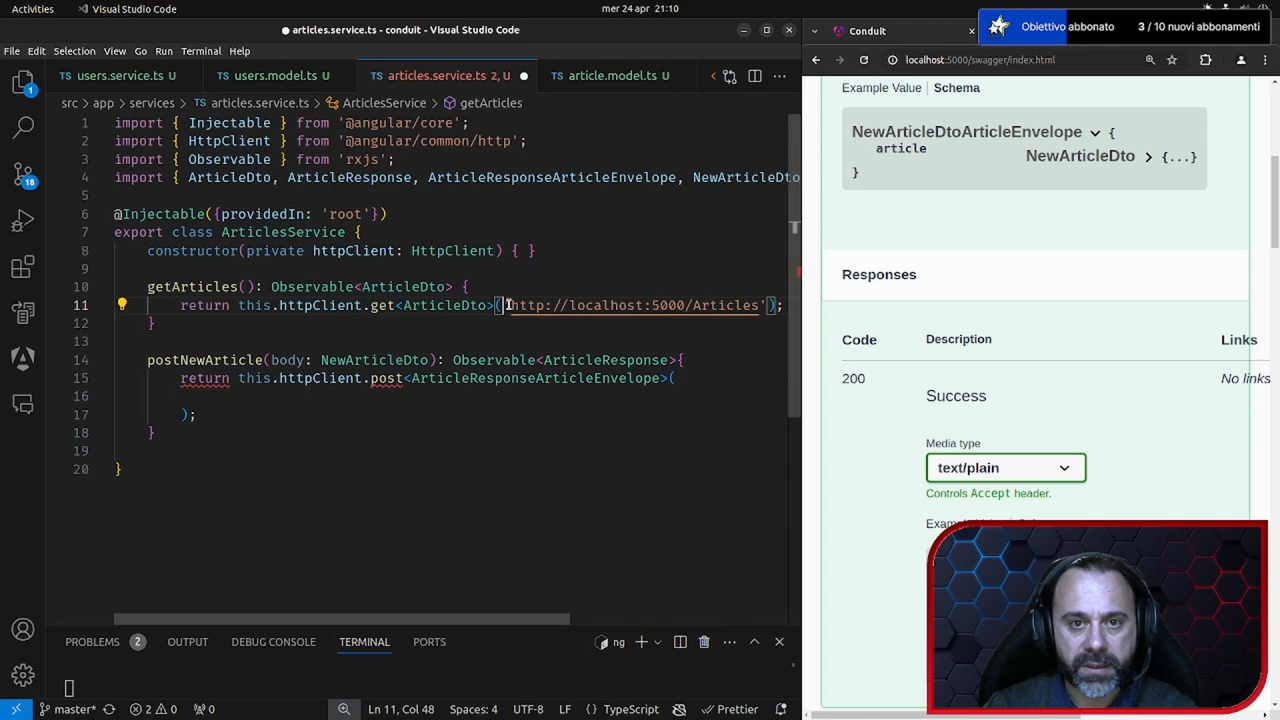 Activities
Visual Studio Code
mer 24 apr 21:10
articles.service.ts - conduit - Visual Studio Code
File Edit Selection View Go Run Terminal Help
users.service.ts U
users.model.ts U
articles.service.ts 2, U
article.model.ts U
src > app > services > TS articles.service.ts > ArticlesService > getArticles
1 import { Injectable } from '@angular/core';
2 import { HttpClient } from '@angular/common/http';
3 import { Observable } from 'rxjs';
4 import { ArticleDto, ArticleResponse, ArticleResponseArticleEnvelope, NewArticleDto
5
6 @Injectable({providedIn: 'root'})
7 export class ArticlesService {
8 constructor(private httpClient: HttpClient) { }
9
10 getArticles(): Observable<ArticleDto> {
11 return this.httpClient.get<ArticleDto>('http://localhost:5000/Articles');
12 }
13
14 postNewArticle(body: NewArticleDto): Observable<ArticleResponse>{
15 return this.httpClient.post<ArticleResponseArticleEnvelope>(
16
17 );
18 }
19
20 }
PROBLEMS 2 OUTPUT DEBUG CONSOLE TERMINAL PORTS
ng
master* 2 0 0
Ln 11, Col 48 Spaces: 4 UTF-8 LF {} TypeScript Prettier
1
18
Conduit
Obiettivo abbonato
3 / 10 nuovi abbonamenti
localhost:5000/swagger/index.html
Example Value Schema
NewArticleDtoArticleEnvelope {
article NewArticleDto > {...}
}
Responses
Code Description Links
200 Success No links
Media type
text/plain
Controls Accept header.